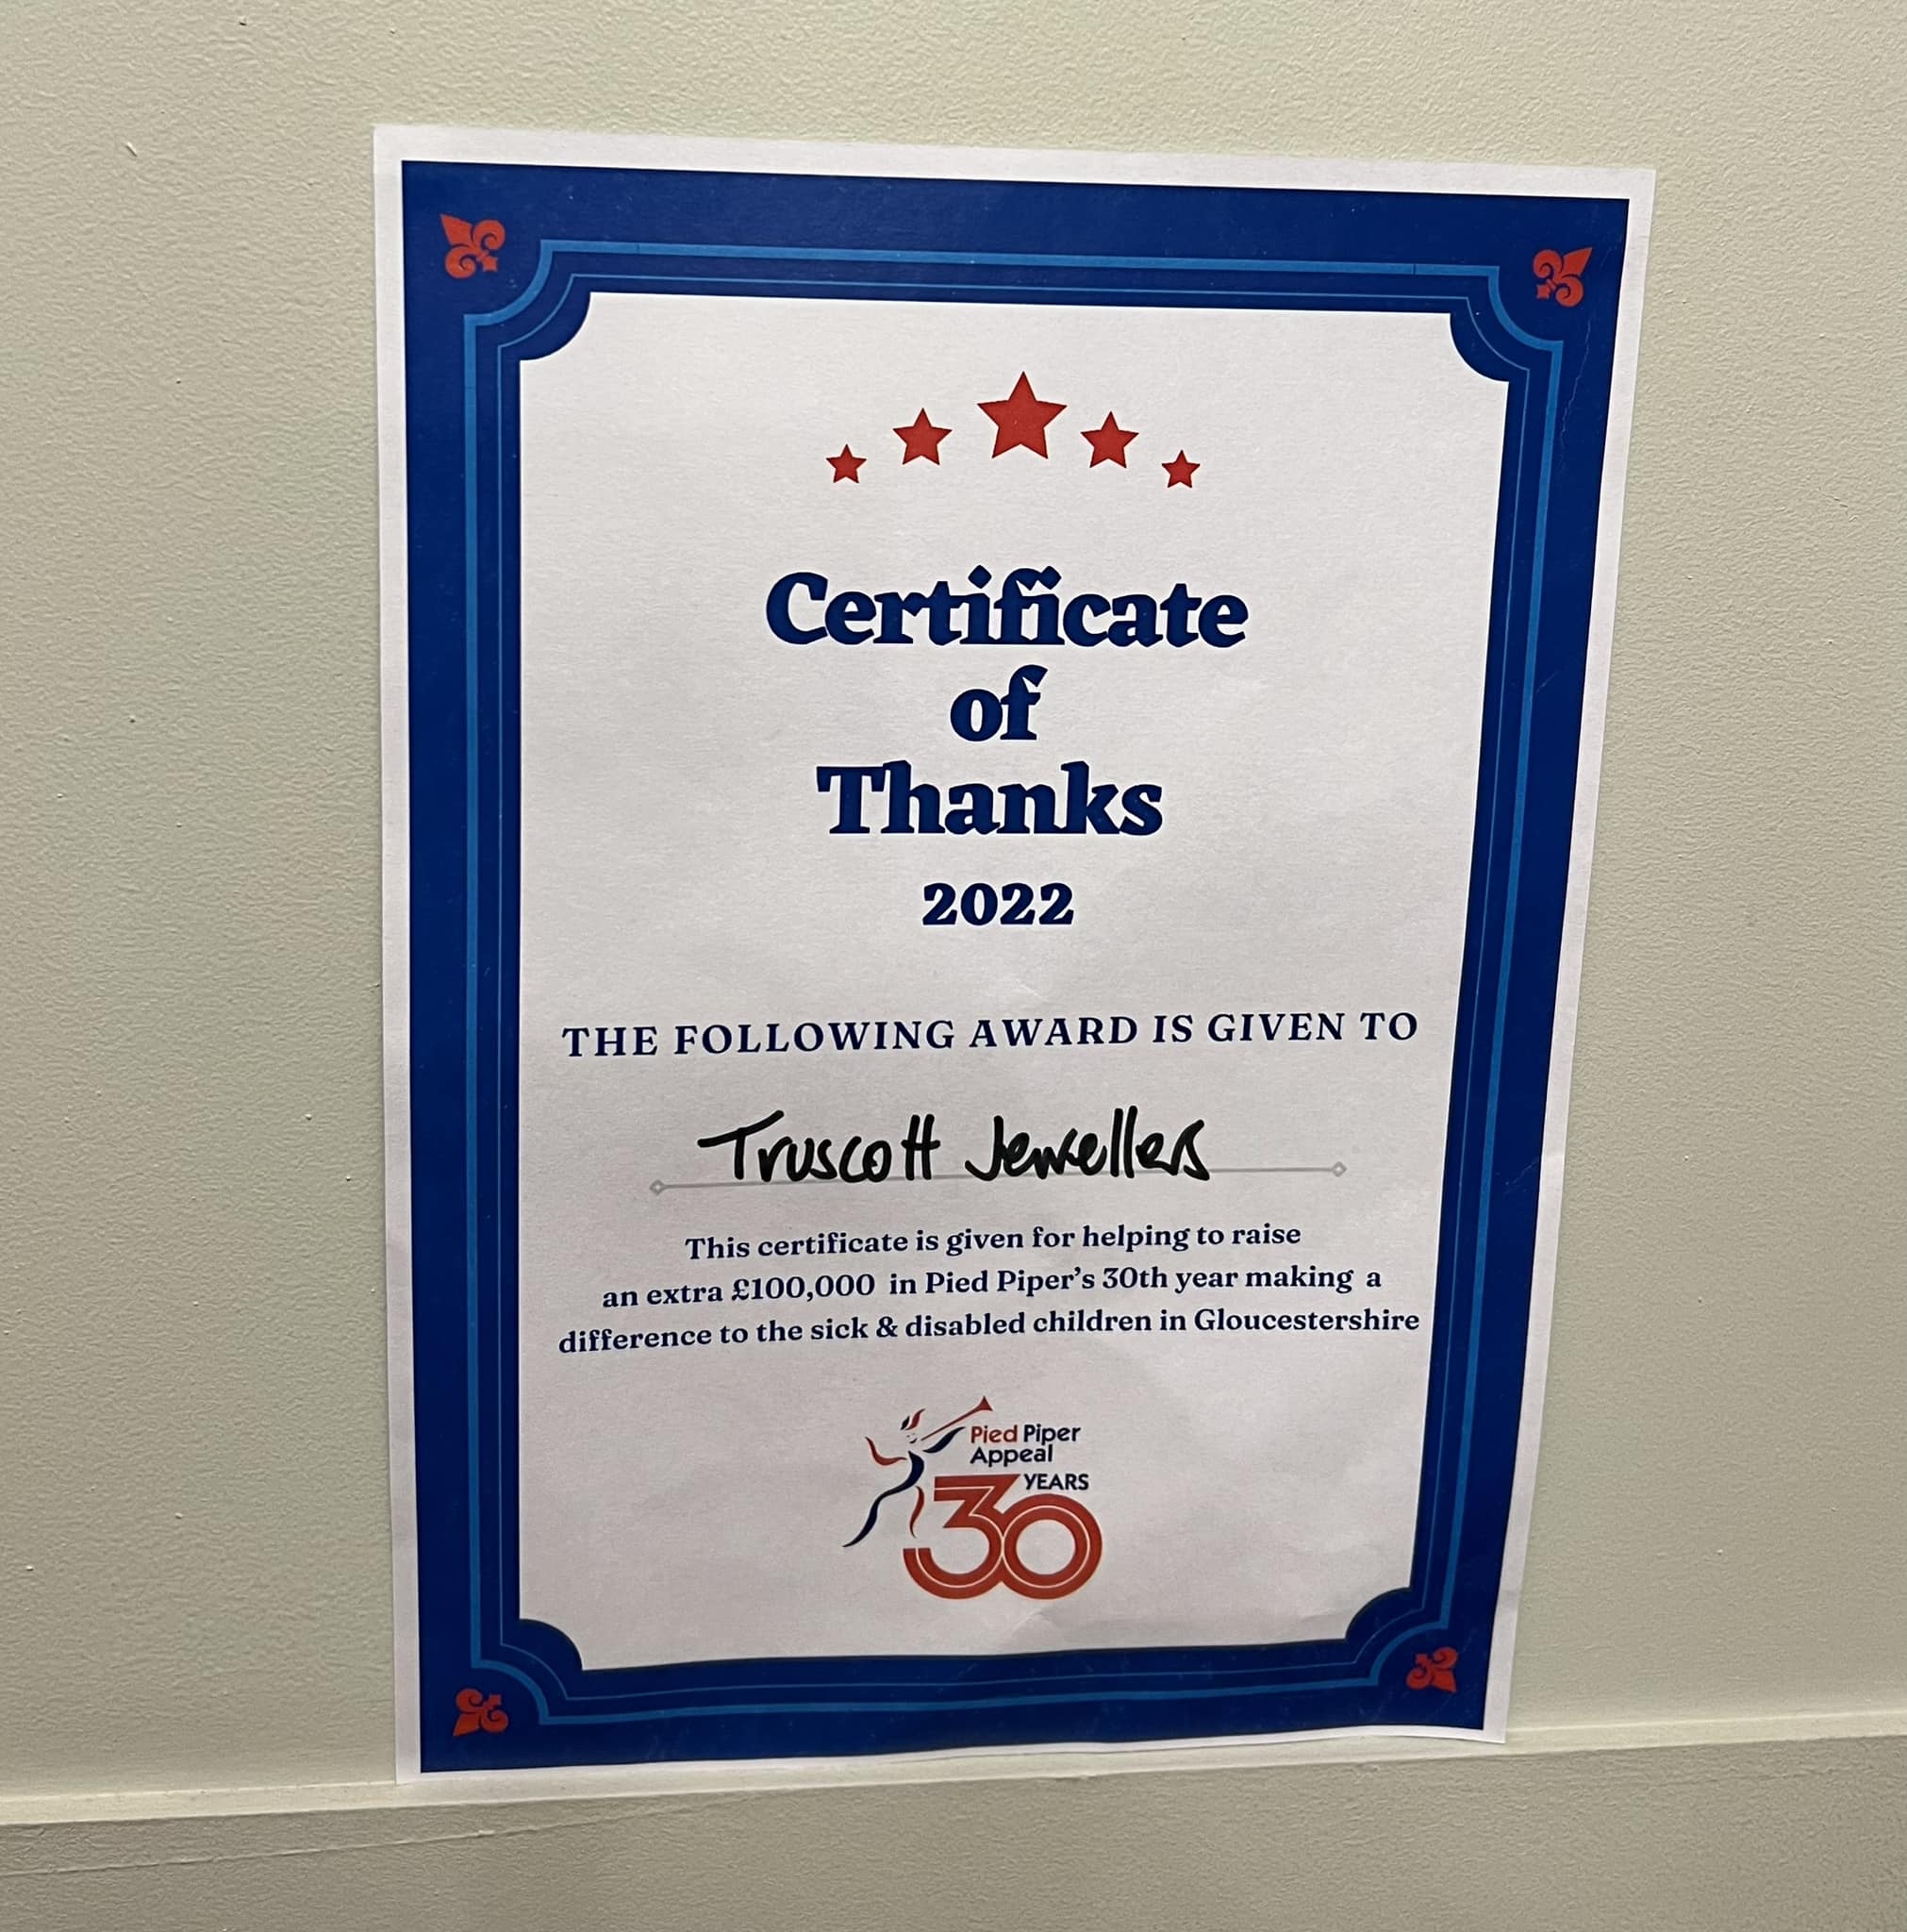 Certificate
of
Thanks
2022
THE FOLLOWING AWARD IS GIVEN TO
Truscott Jewellers
This certificate is given for helping to raise
an extra £100,000 in Pied Piper's 30th year making a
difference to the sick & disabled children in Gloucestershire
Pied Piper
Appeal
YEARS
30